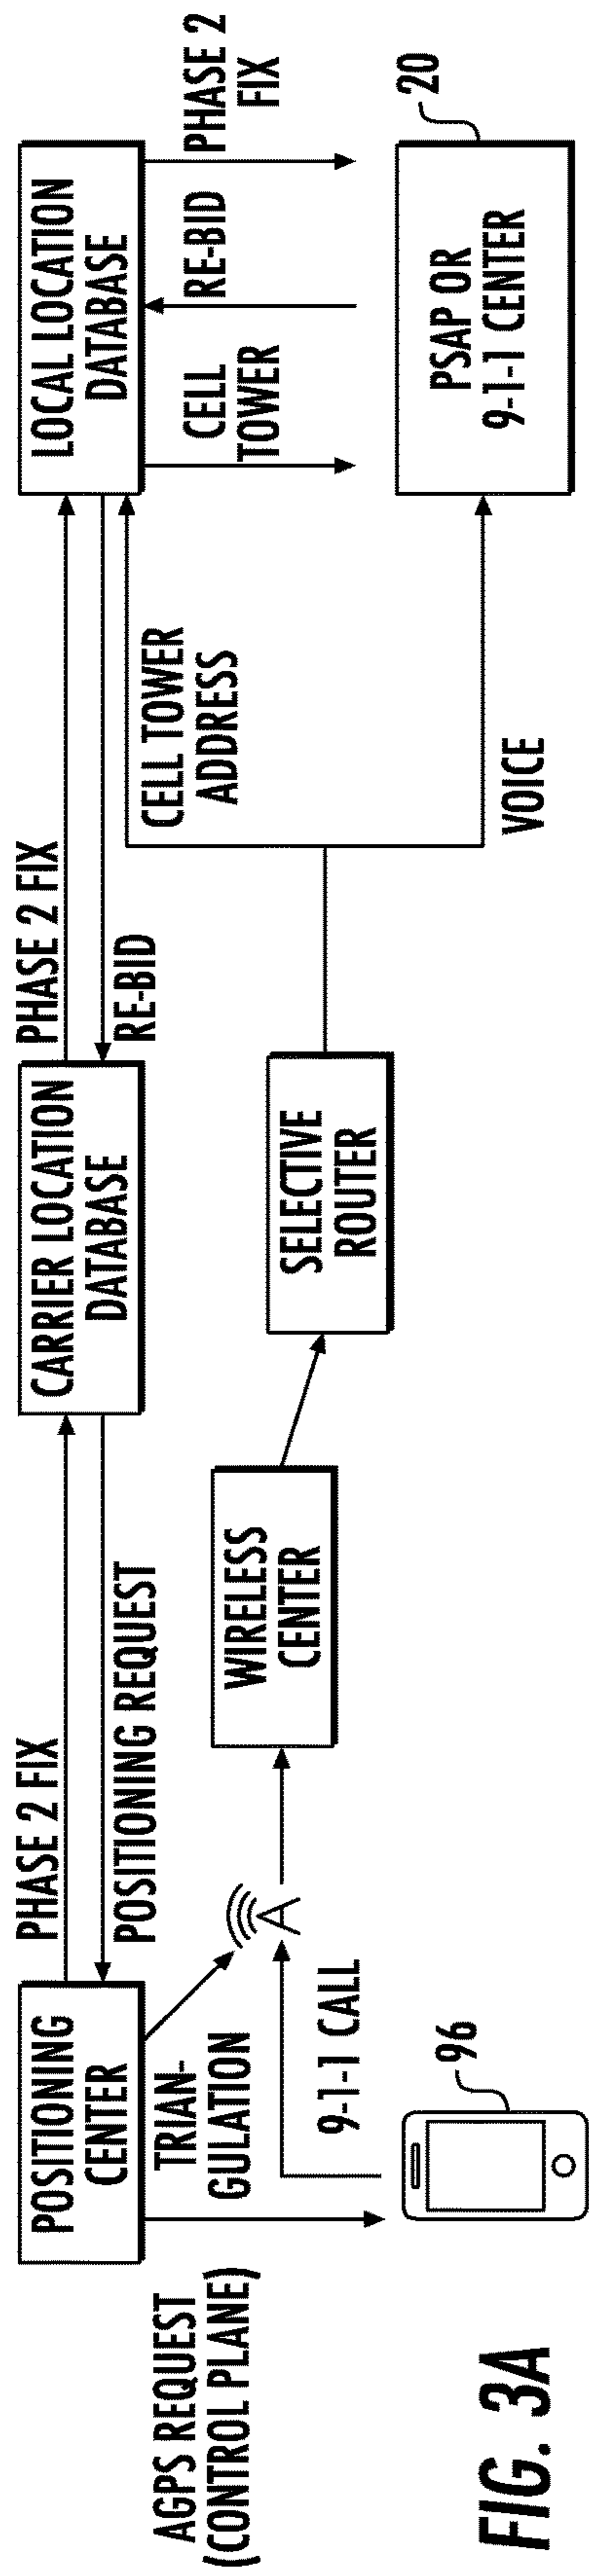 POSITIONING
CENTER
PHASE 2 FIX
POSITIONING REQUEST
CARRIER LOCATION
DATABASE
PHASE 2 FIX
RE-BID
LOCAL LOCATION
DATABASE
AGPS REQUEST
(CONTROL PLANE)
TRIAN-
GULATION
9-1-1 CALL
WIRELESS
CENTER
SELECTIVE
ROUTER
CELL TOWER
ADDRESS
VOICE
CELL
TOWER
RE-BID
PHASE 2
FIX
PSAP OR
9-1-1 CENTER
20
96
FIG. 3A